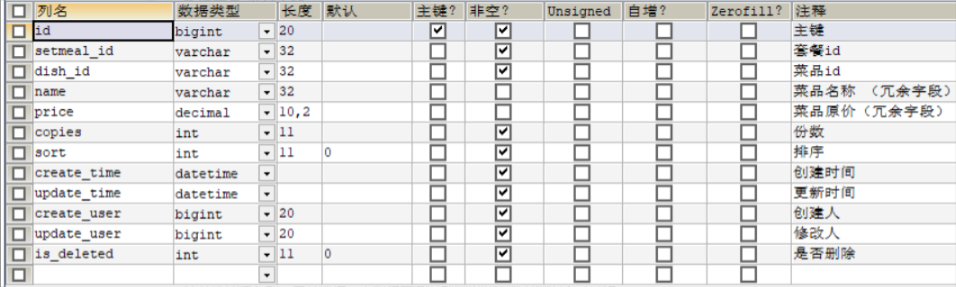 列名 数据类型 长度 默认 主键? 非空? Unsigned 自增? Zerofill? 注释
id bigint 20 主键
setmeal_id varchar 32 套餐id
dish_id varchar 32 菜品id
name varchar 32 菜品名称 （冗余字段）
price decimal 10,2 菜品原价（冗余字段）
copies int 11 份数
sort int 11 0 排序
create_time datetime 创建时间
update_time datetime 更新时间
create_user bigint 20 创建人
update_user bigint 20 修改人
is_deleted int 11 0 是否删除